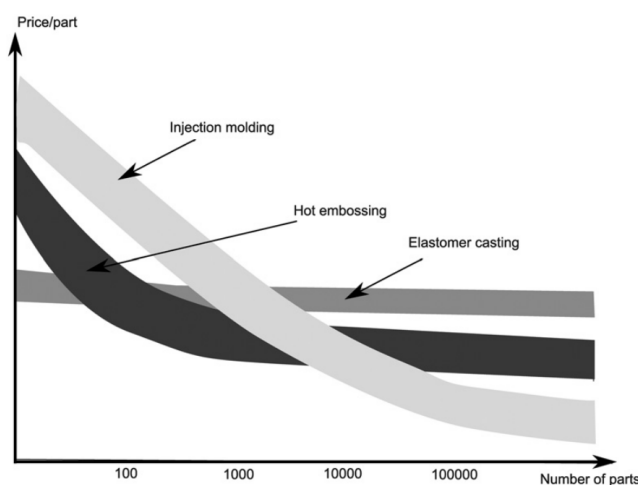 Price/part
Injection molding
Hot embossing
Elastomer casting
100 1000 10000 100000 Number of parts